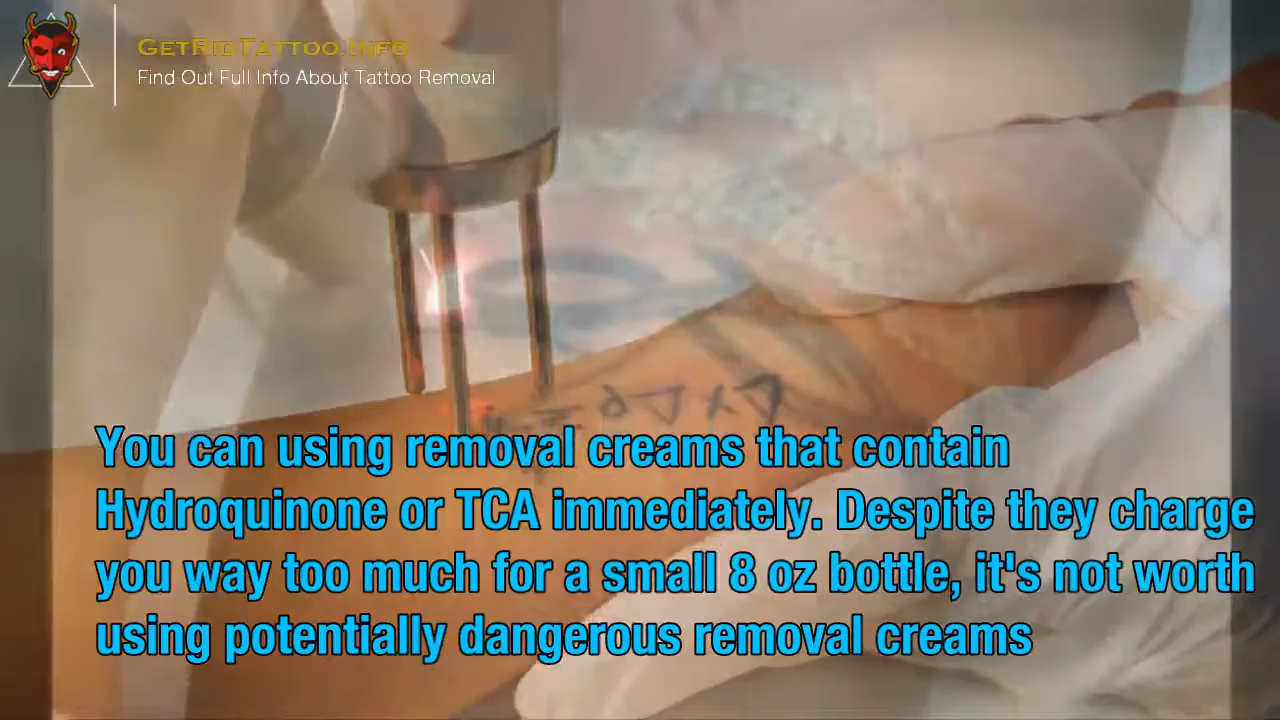 GetRidTattoo.Info
Find Out Full Info About Tattoo Removal
You can using removal creams that contain
Hydroquinone or TCA immediately. Despite they charge
you way too much for a small 8 oz bottle, it's not worth
using potentially dangerous removal creams